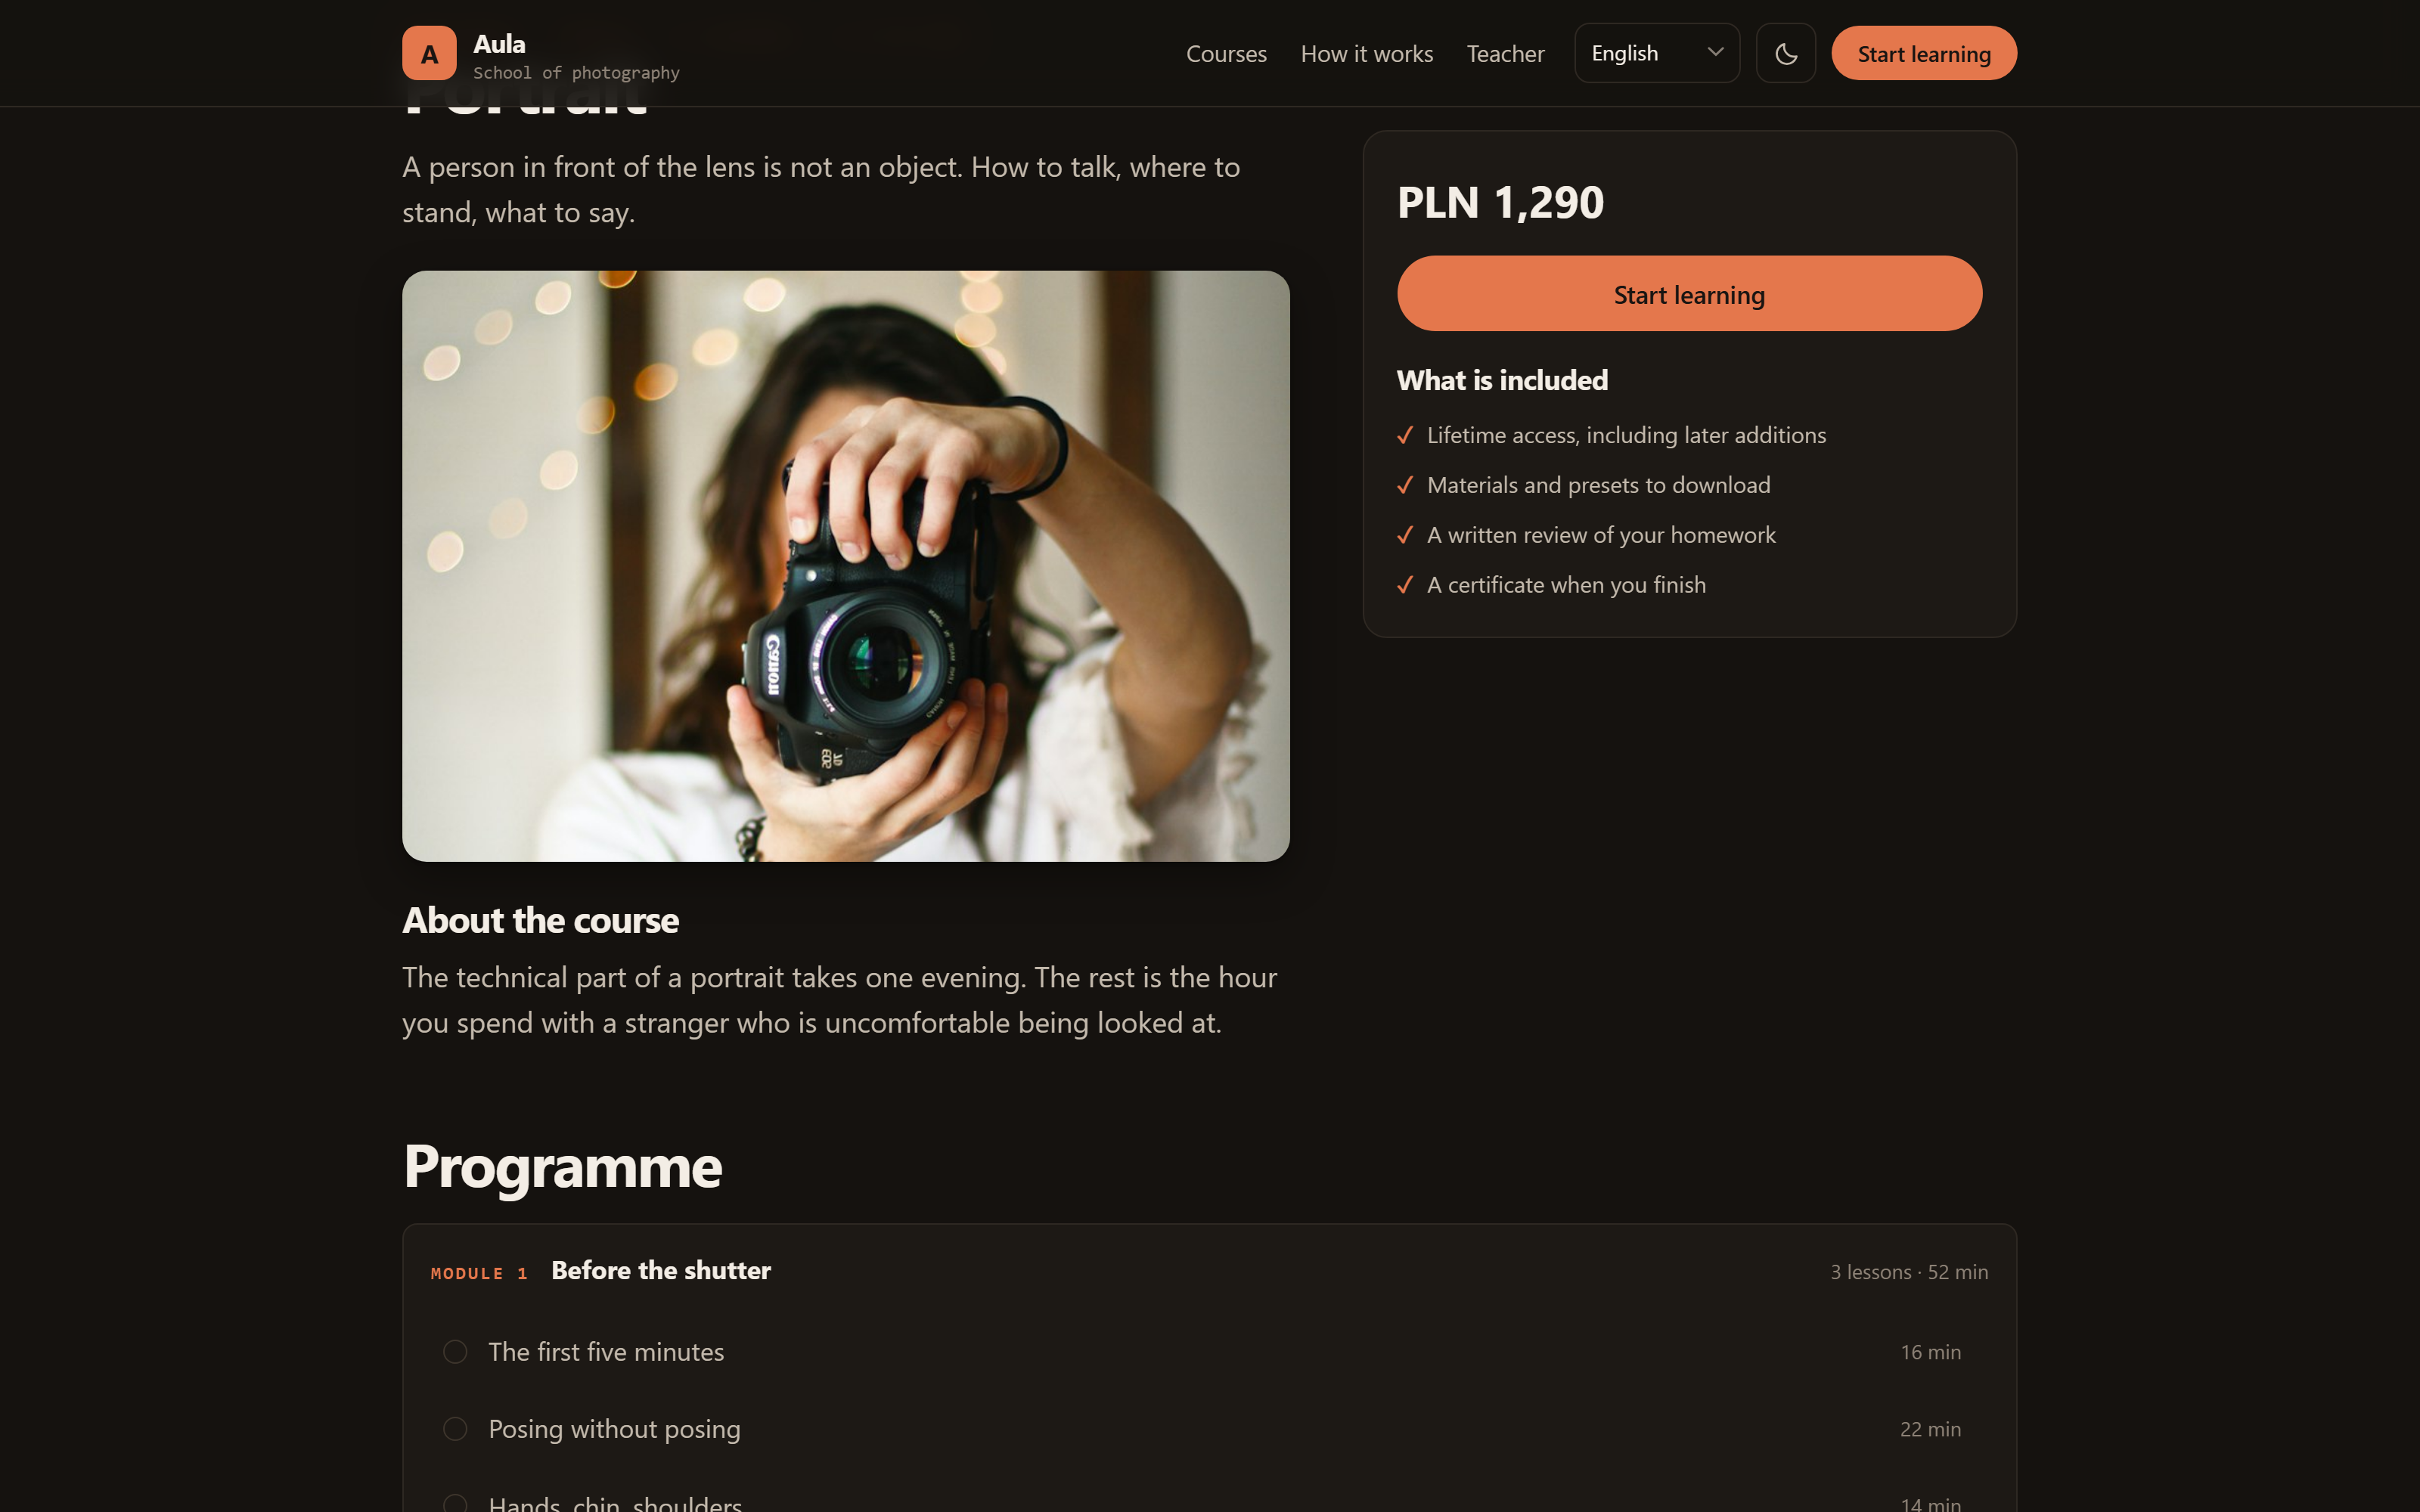 A
Aula
School of photography
Courses
How it works
Teacher
English
Start learning
Portrait
A person in front of the lens is not an object. How to talk, where to
stand, what to say.
Canon
EOS
PLN 1,290
Start learning
What is included
✓ Lifetime access, including later additions
✓ Materials and presets to download
✓ A written review of your homework
✓ A certificate when you finish
About the course
The technical part of a portrait takes one evening. The rest is the hour
you spend with a stranger who is uncomfortable being looked at.
Programme
MODULE 1 Before the shutter 3 lessons · 52 min
The first five minutes 16 min
Posing without posing 22 min
Hands, chin, shoulders 14 min